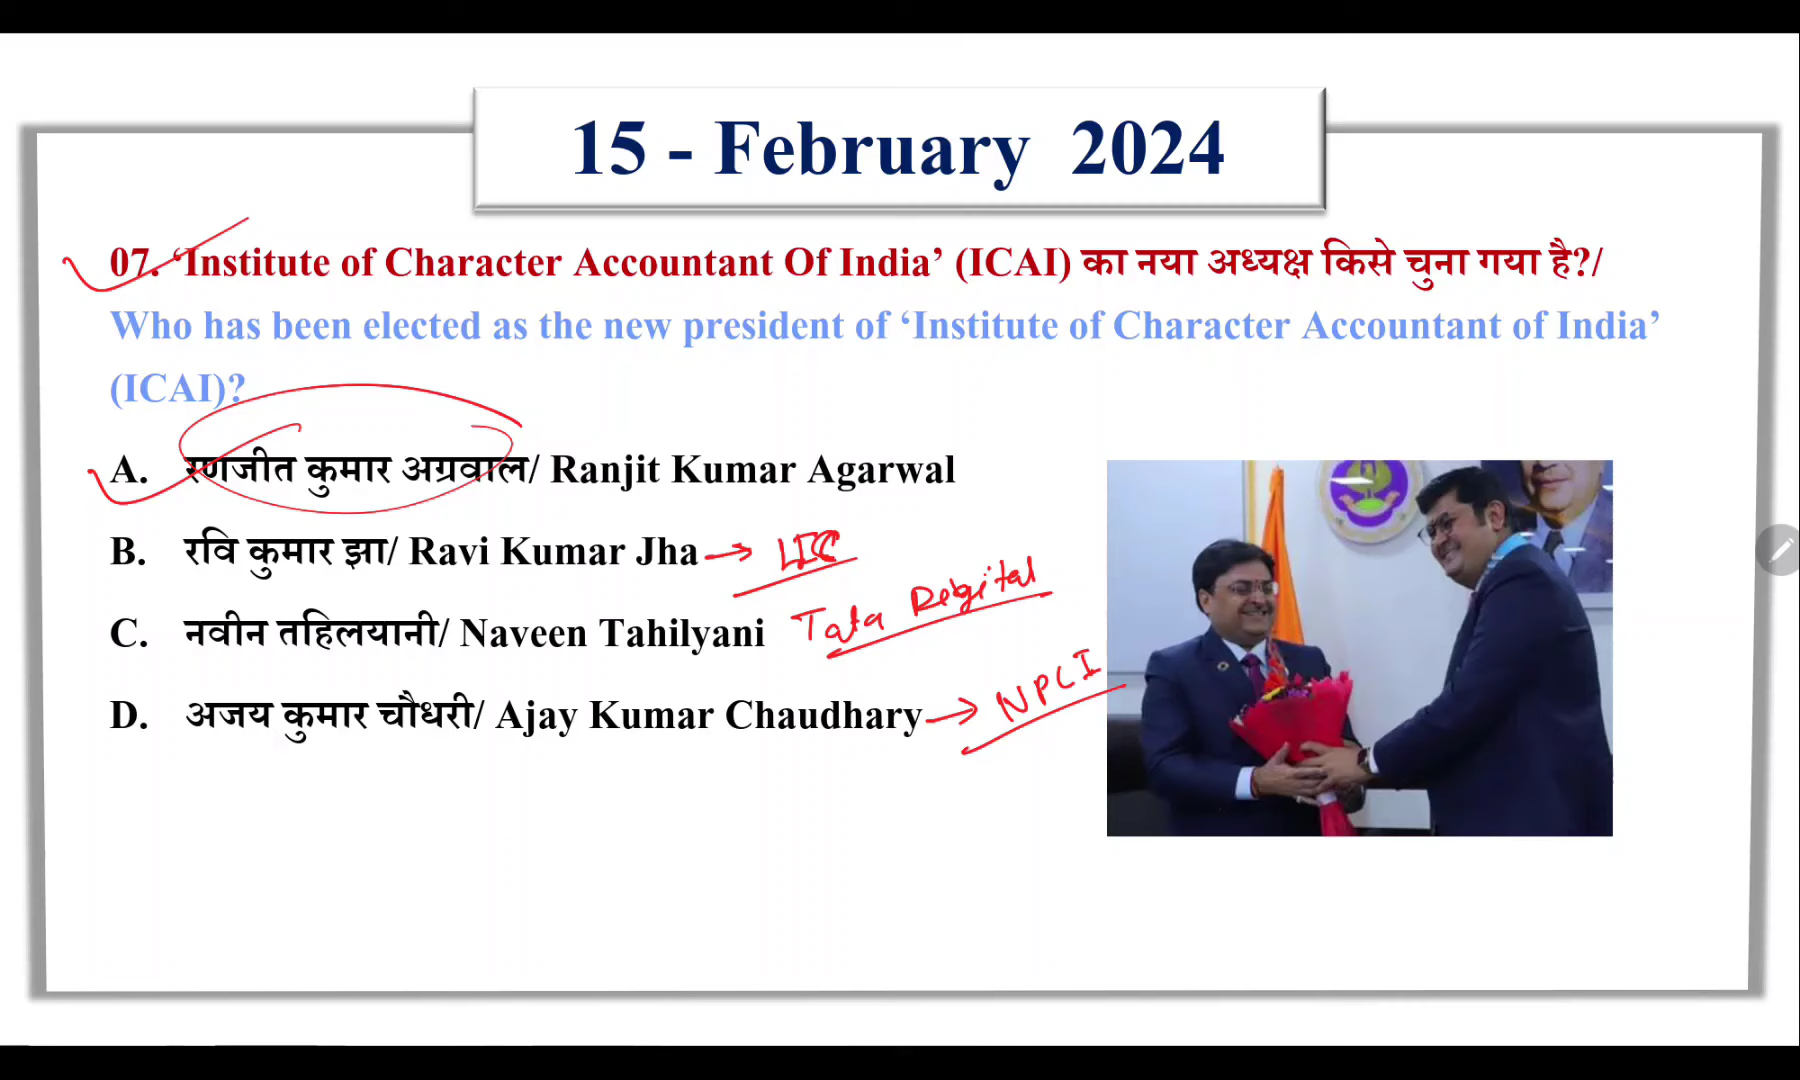 15 - February 2024
07. ‘Institute of Character Accountant Of India’ (ICAI) का नया अध्यक्ष किसे चुना गया है?/
Who has been elected as the new president of ‘Institute of Character Accountant of India’
(ICAI)?
A. रणजीत कुमार अग्रवाल/ Ranjit Kumar Agarwal
B. रवि कुमार झा/ Ravi Kumar Jha → LIC
C. नवीन तहिलयानी/ Naveen Tahilyani Tata Degital
D. अजय कुमार चौधरी/ Ajay Kumar Chaudhary → NPCI